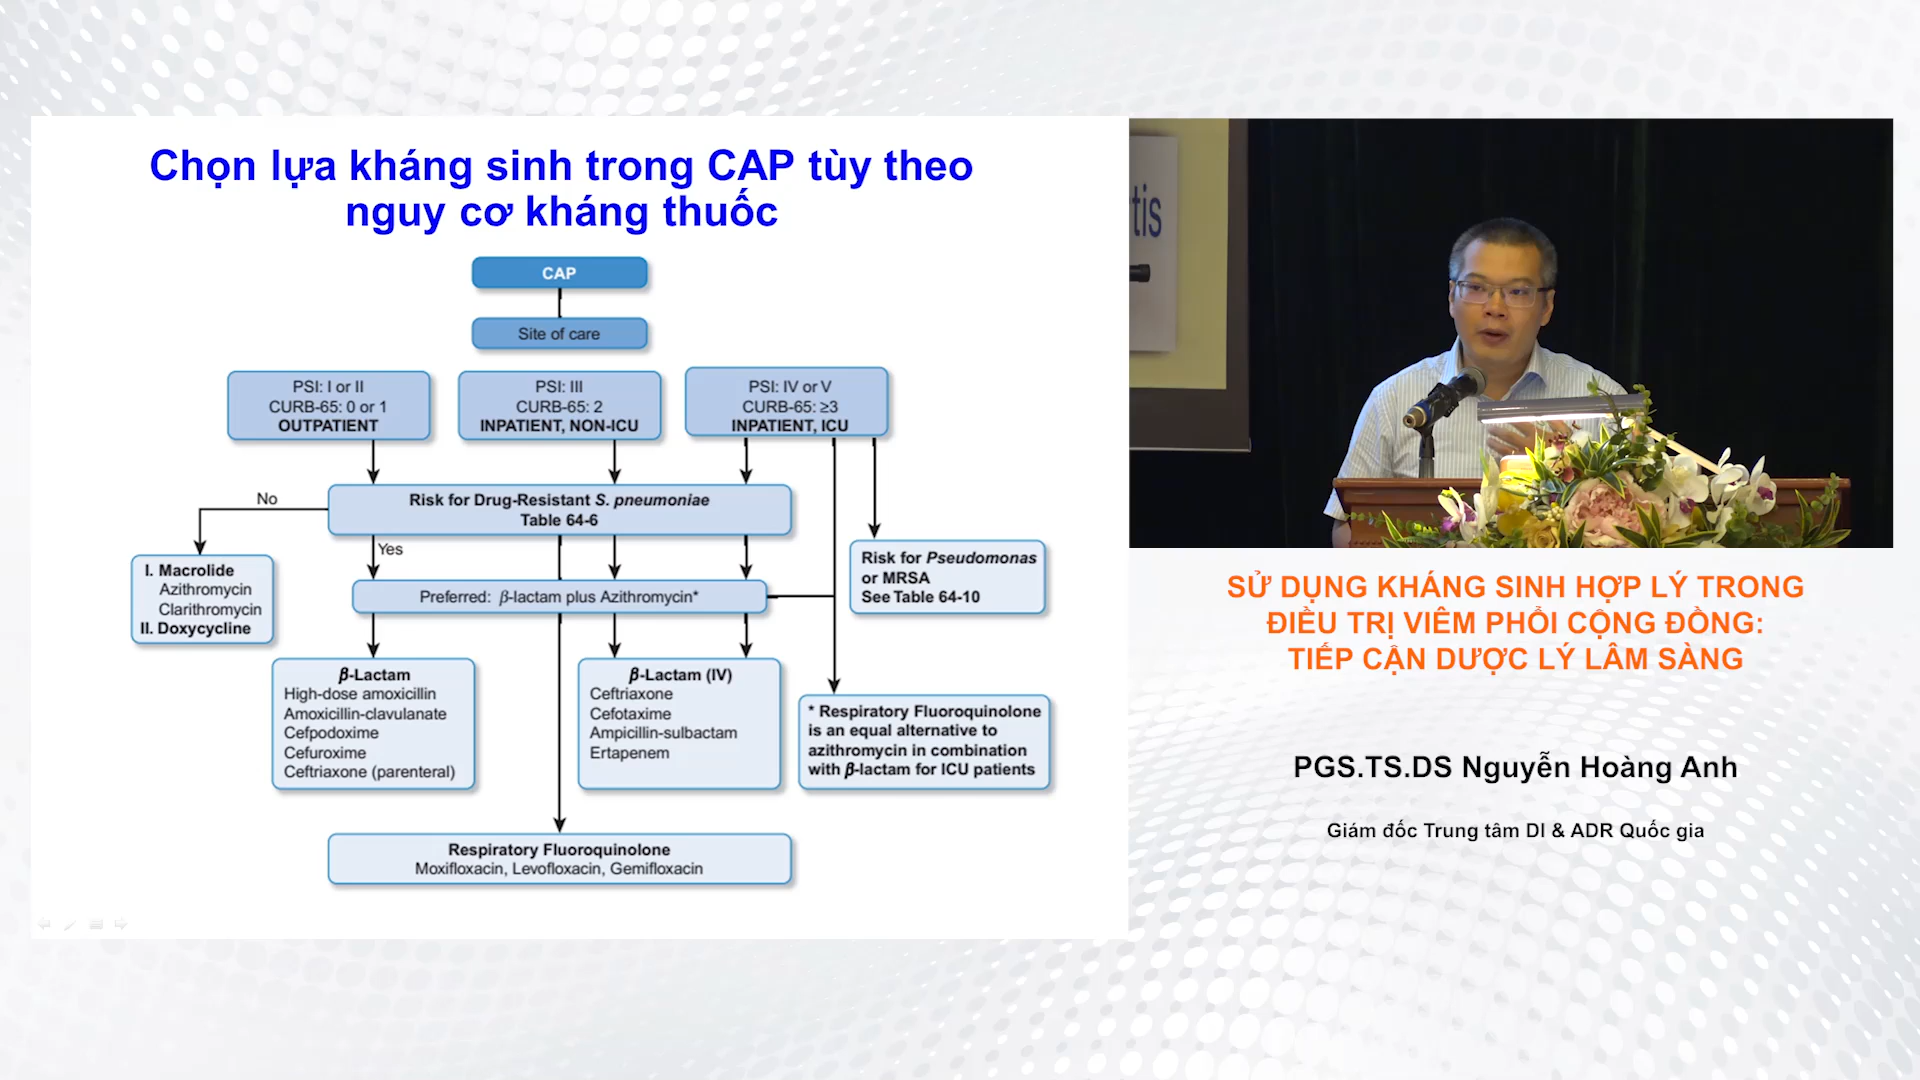 Chọn lựa kháng sinh trong CAP tùy theo
nguy cơ kháng thuốc
CAP
Site of care
PSI: I or II
CURB-65: 0 or 1
OUTPATIENT
PSI: III
CURB-65: 2
INPATIENT, NON-ICU
PSI: IV or V
CURB-65: ≥3
INPATIENT, ICU
Risk for Drug-Resistant S. pneumoniae
Table 64-6
No
Yes
I. Macrolide
Azithromycin
Clarithromycin
II. Doxycycline
Preferred: β-lactam plus Azithromycin*
Risk for Pseudomonas
or MRSA
See Table 64-10
β-Lactam
High-dose amoxicillin
Amoxicillin-clavulanate
Cefpodoxime
Cefuroxime
Ceftriaxone (parenteral)
β-Lactam (IV)
Ceftriaxone
Cefotaxime
Ampicillin-sulbactam
Ertapenem
* Respiratory Fluoroquinolone
is an equal alternative to
azithromycin in combination
with β-lactam for ICU patients
Respiratory Fluoroquinolone
Moxifloxacin, Levofloxacin, Gemifloxacin
tis
SỬ DỤNG KHÁNG SINH HỢP LÝ TRONG
ĐIỀU TRỊ VIÊM PHỔI CỘNG ĐỒNG:
TIẾP CẬN DƯỢC LÝ LÂM SÀNG
PGS.TS.DS Nguyễn Hoàng Anh
Giám đốc Trung tâm DI & ADR Quốc gia